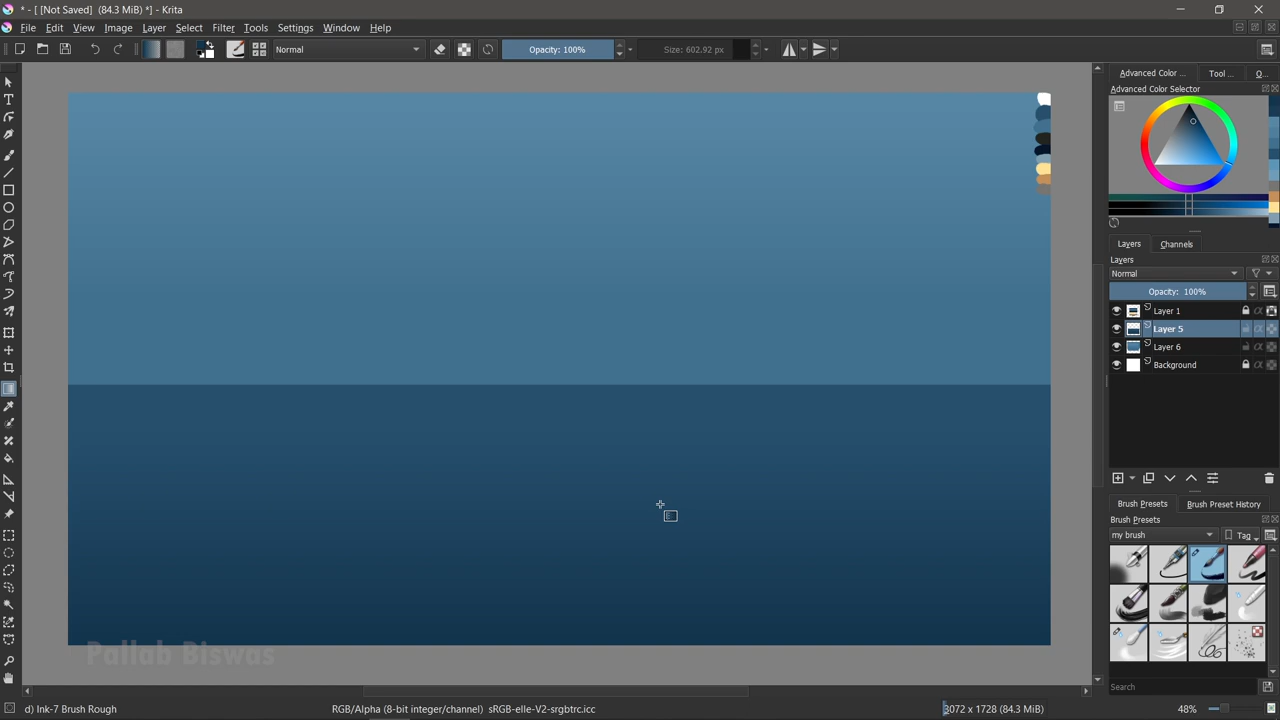 * - [ [Not Saved]  (84.3 MiB) *] - Krita
File Edit View Image Layer Select Filter Tools Settings Window Help
Normal Opacity: 100% Size: 602.92 px
Advanced Color ... Tool ... Q...
Advanced Color Selector
Layers Channels
Layers
Normal
Opacity:  100%
Layer 1
Layer 5
Layer 6
Background
Brush Presets Brush Preset History
Brush Presets
my brush Tag
Pallab Biswas
Search
d) Ink-7 Brush Rough RGB/Alpha (8-bit integer/channel)  sRGB-elle-V2-srgbtrc.icc 3072 x 1728 (84.3 MiB) 48%